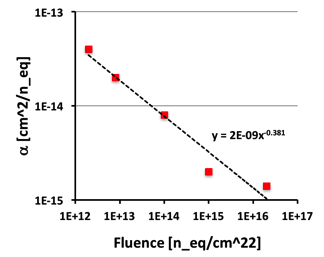 1E-13
1E-14
1E-15
α [cm^2/n_eq]
y = 2E-09x-0.381
1E+12 1E+13 1E+14 1E+15 1E+16 1E+17
Fluence [n_eq/cm^22]